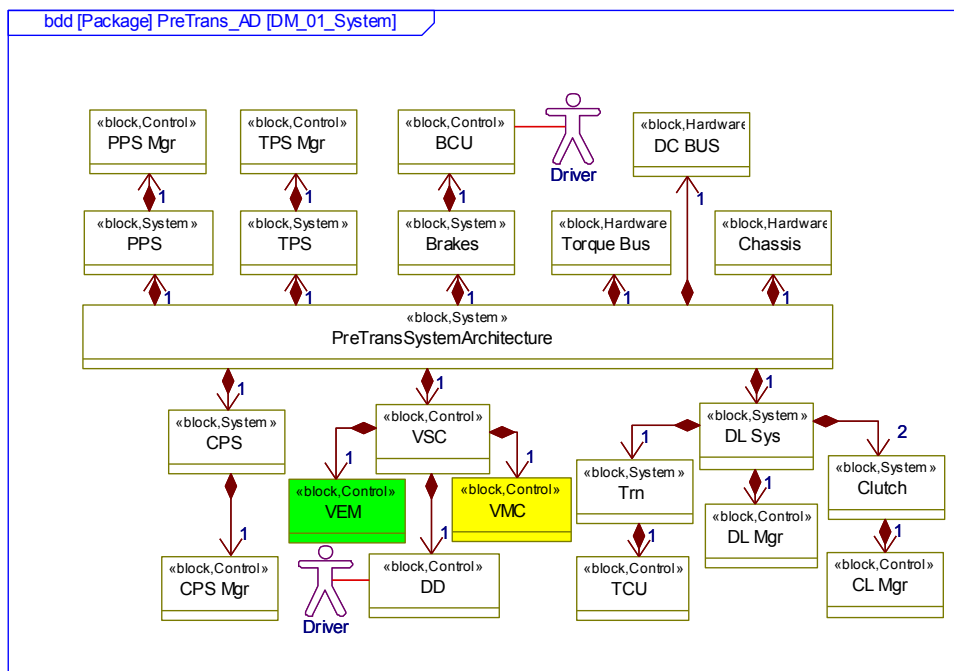 bdd [Package] PreTrans_AD [DM_01_System]
«block,Control»
PPS Mgr
«block,Control»
TPS Mgr
«block,Control»
BCU
Driver
«block,Hardware
DC BUS
1
1
1
1
«block,System»
PPS
«block,System»
TPS
«block,System»
Brakes
«block,Hardware
Torque Bus
«block,Hardware
Chassis
1
1
1
1
1
«block,System»
PreTransSystemArchitecture
1
1
1
«block,System»
CPS
«block,Control»
VSC
«block,System»
DL Sys
1
1
1
2
«block,Control»
VEM
«block,Control»
VMC
«block,System»
Trn
1
«block,System»
Clutch
«block,Control»
DL Mgr
1
1
1
1
«block,Control»
CPS Mgr
Driver
«block,Control»
DD
«block,Control»
TCU
«block,Control»
CL Mgr